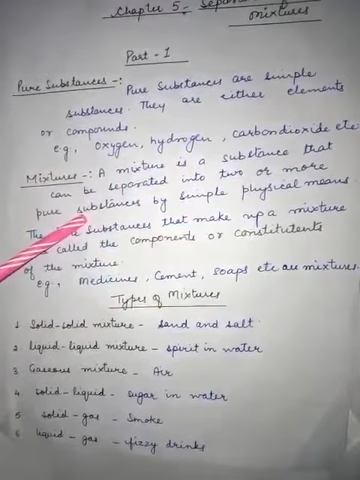 Chapter 5:- Separa
mixtures
Part - I
Pure Substances -: Pure Substances are simple
substances. They are either elements
or compounds.
e.g., Oxygen, hydrogen, carbondioxide etc.
Mixtures -: A mixture is a substance that
can be separated into two or more
pure substances by simple physical means.
The substances that make up a mixture
is called the components or constitutents
of the mixture.
e.g., Medicines, Cement, Soaps etc are mixtures.
Types of Mixtures
1 Solid-solid mixture - sand and salt
2 liquid-liquid mixture - spirit in water
3 Gaseous mixture - Air
4 solid-liquid - sugar in water
5 solid-gas - Smoke
6 liquid-gas - fizzy drinks